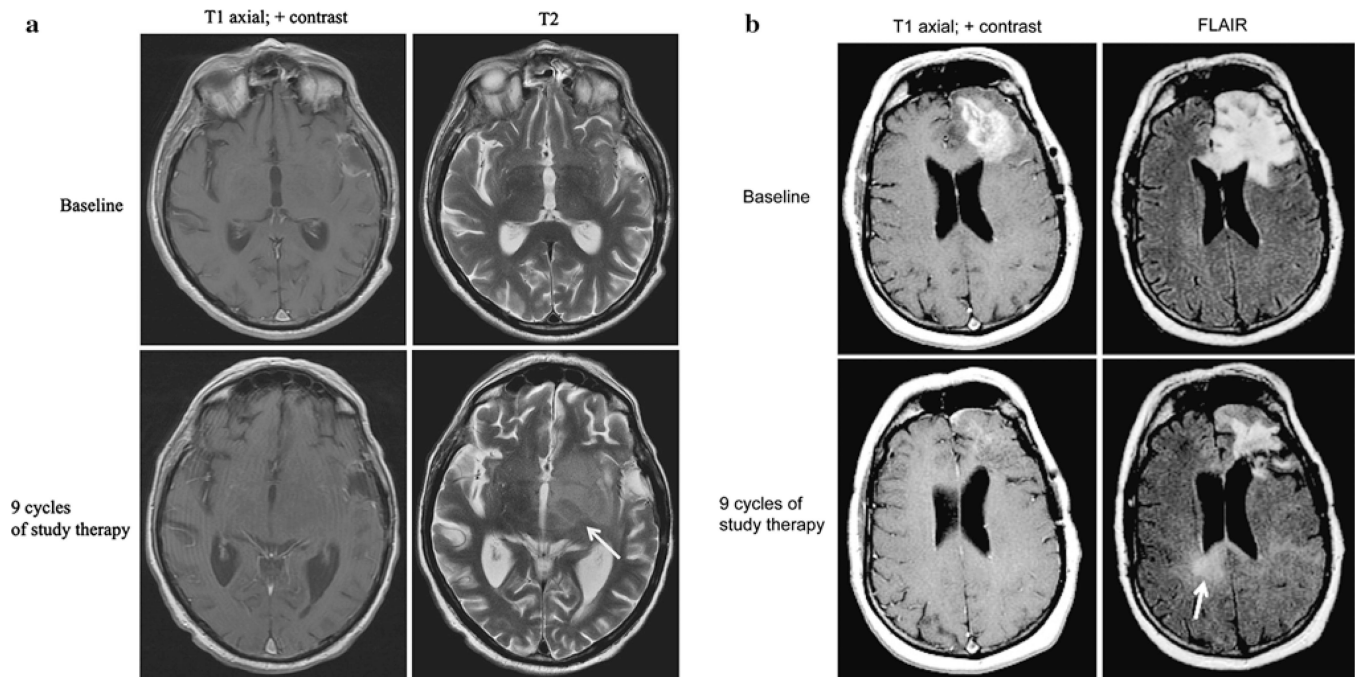 a
T1 axial; + contrast
T2
Baseline
9 cycles
of study therapy
b
T1 axial; + contrast
FLAIR
Baseline
9 cycles of
study therapy